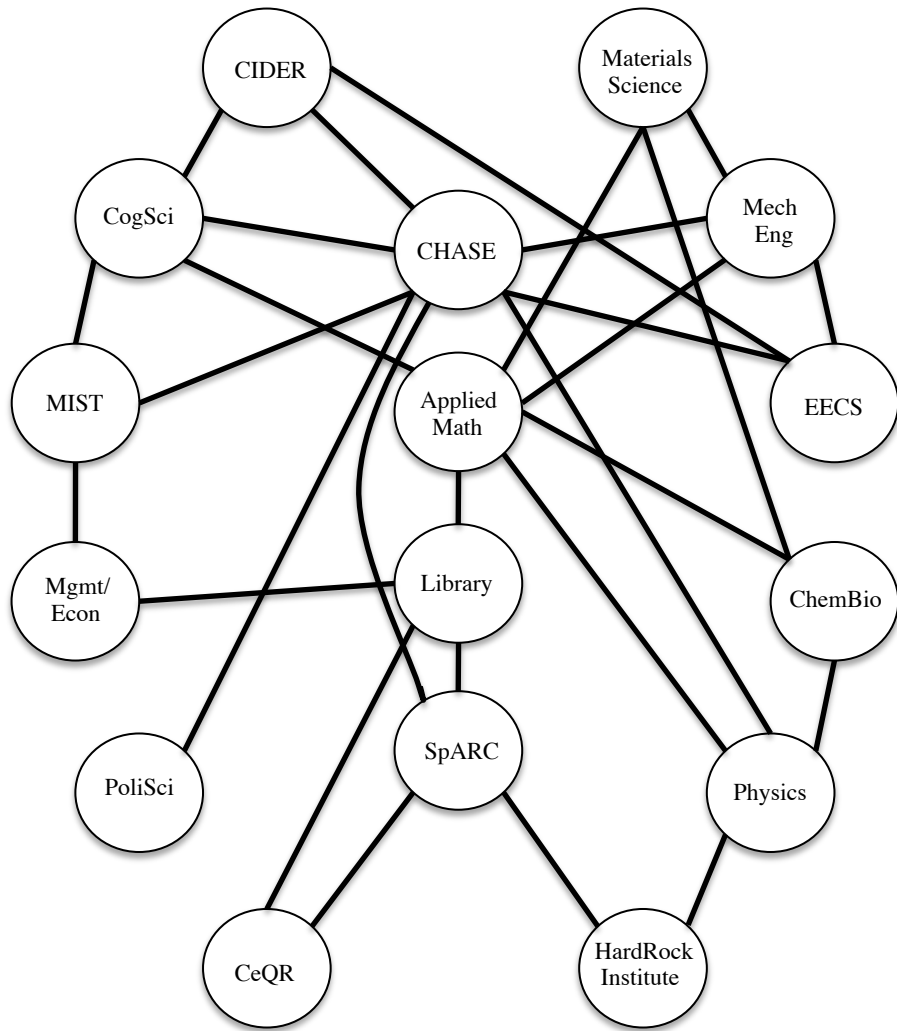 CIDER
Materials
Science
CogSci
CHASE
Mech
Eng
MIST
Applied
Math
EECS
Mgmt/
Econ
Library
ChemBio
PoliSci
SpARC
Physics
CeQR
HardRock
Institute